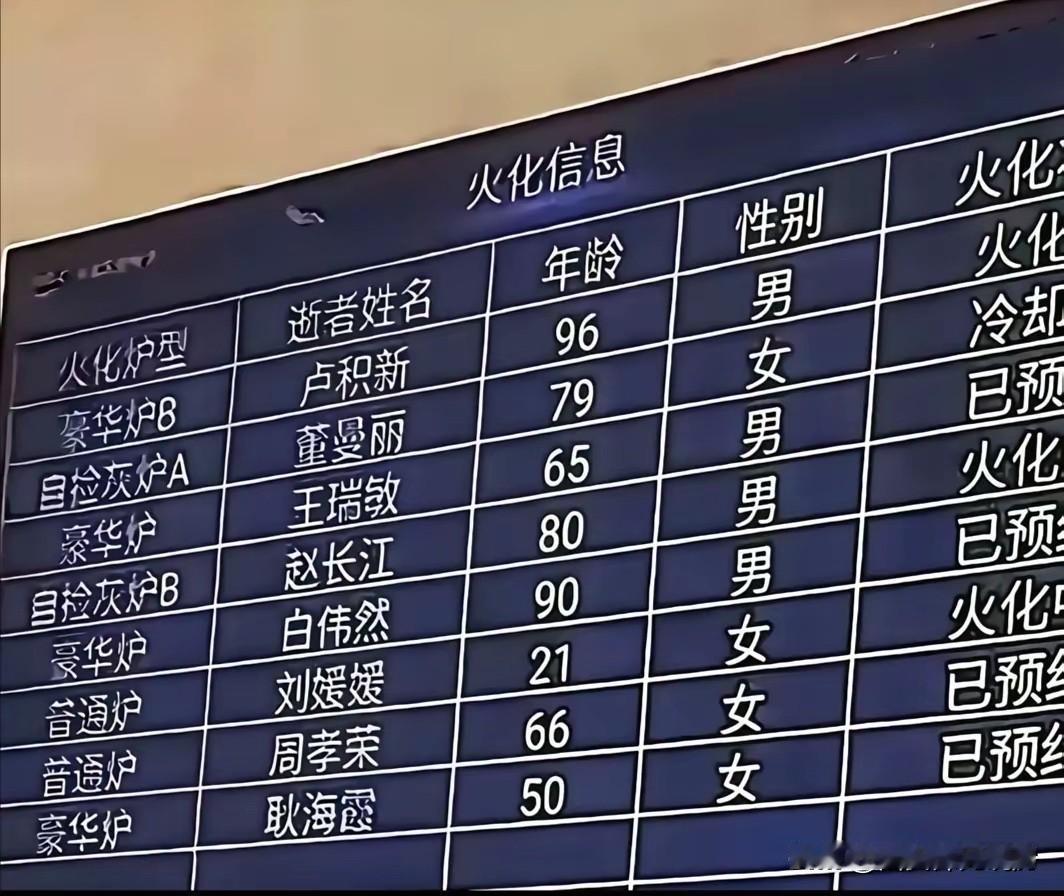 火化信息
火化炉型 逝者姓名 年龄 性别 火化
豪华炉B 卢积新 96 男 火化
自捡灰炉A 董曼丽 79 女 冷却
豪华炉 王瑞敏 65 男 已预
自捡灰炉B 赵长江 80 男 火化
豪华炉 白伟然 90 男 已预
普通炉 刘媛媛 21 女 火化
普通炉 周孝荣 66 女 已预
豪华炉 耿海霞 50 女 已预